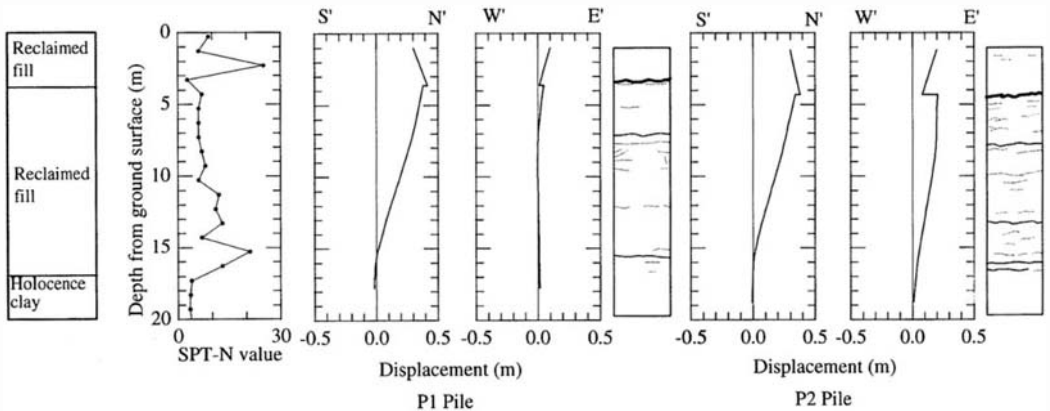 S' N' W' E' S' N' W' E'
0
Reclaimed
fill
5
Reclaimed
fill
10
15
Holocence
clay
20
Depth from ground surface (m)
0 30
SPT-N value
-0.5 0.0 0.5 -0.5 0.0 0.5 -0.5 0.0 0.5 -0.5 0.0 0.5
Displacement (m) Displacement (m)
P1 Pile P2 Pile